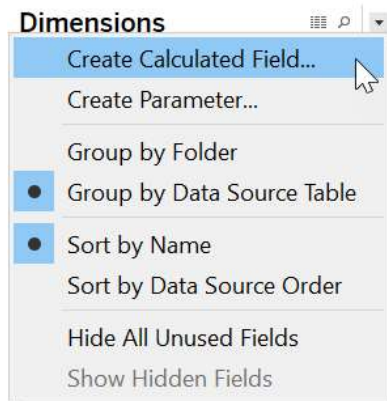 Dimensions
Create Calculated Field...
Create Parameter...
Group by Folder
Group by Data Source Table
Sort by Name
Sort by Data Source Order
Hide All Unused Fields
Show Hidden Fields